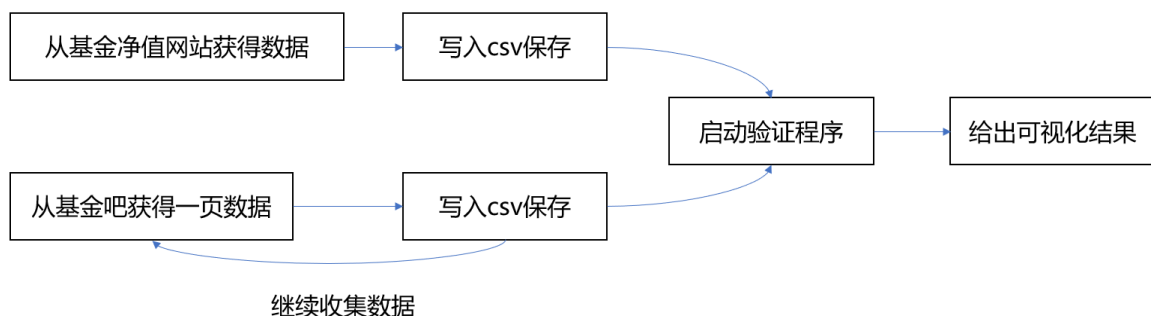 从基金净值网站获得数据
写入csv保存
启动验证程序
给出可视化结果
从基金吧获得一页数据
写入csv保存
继续收集数据